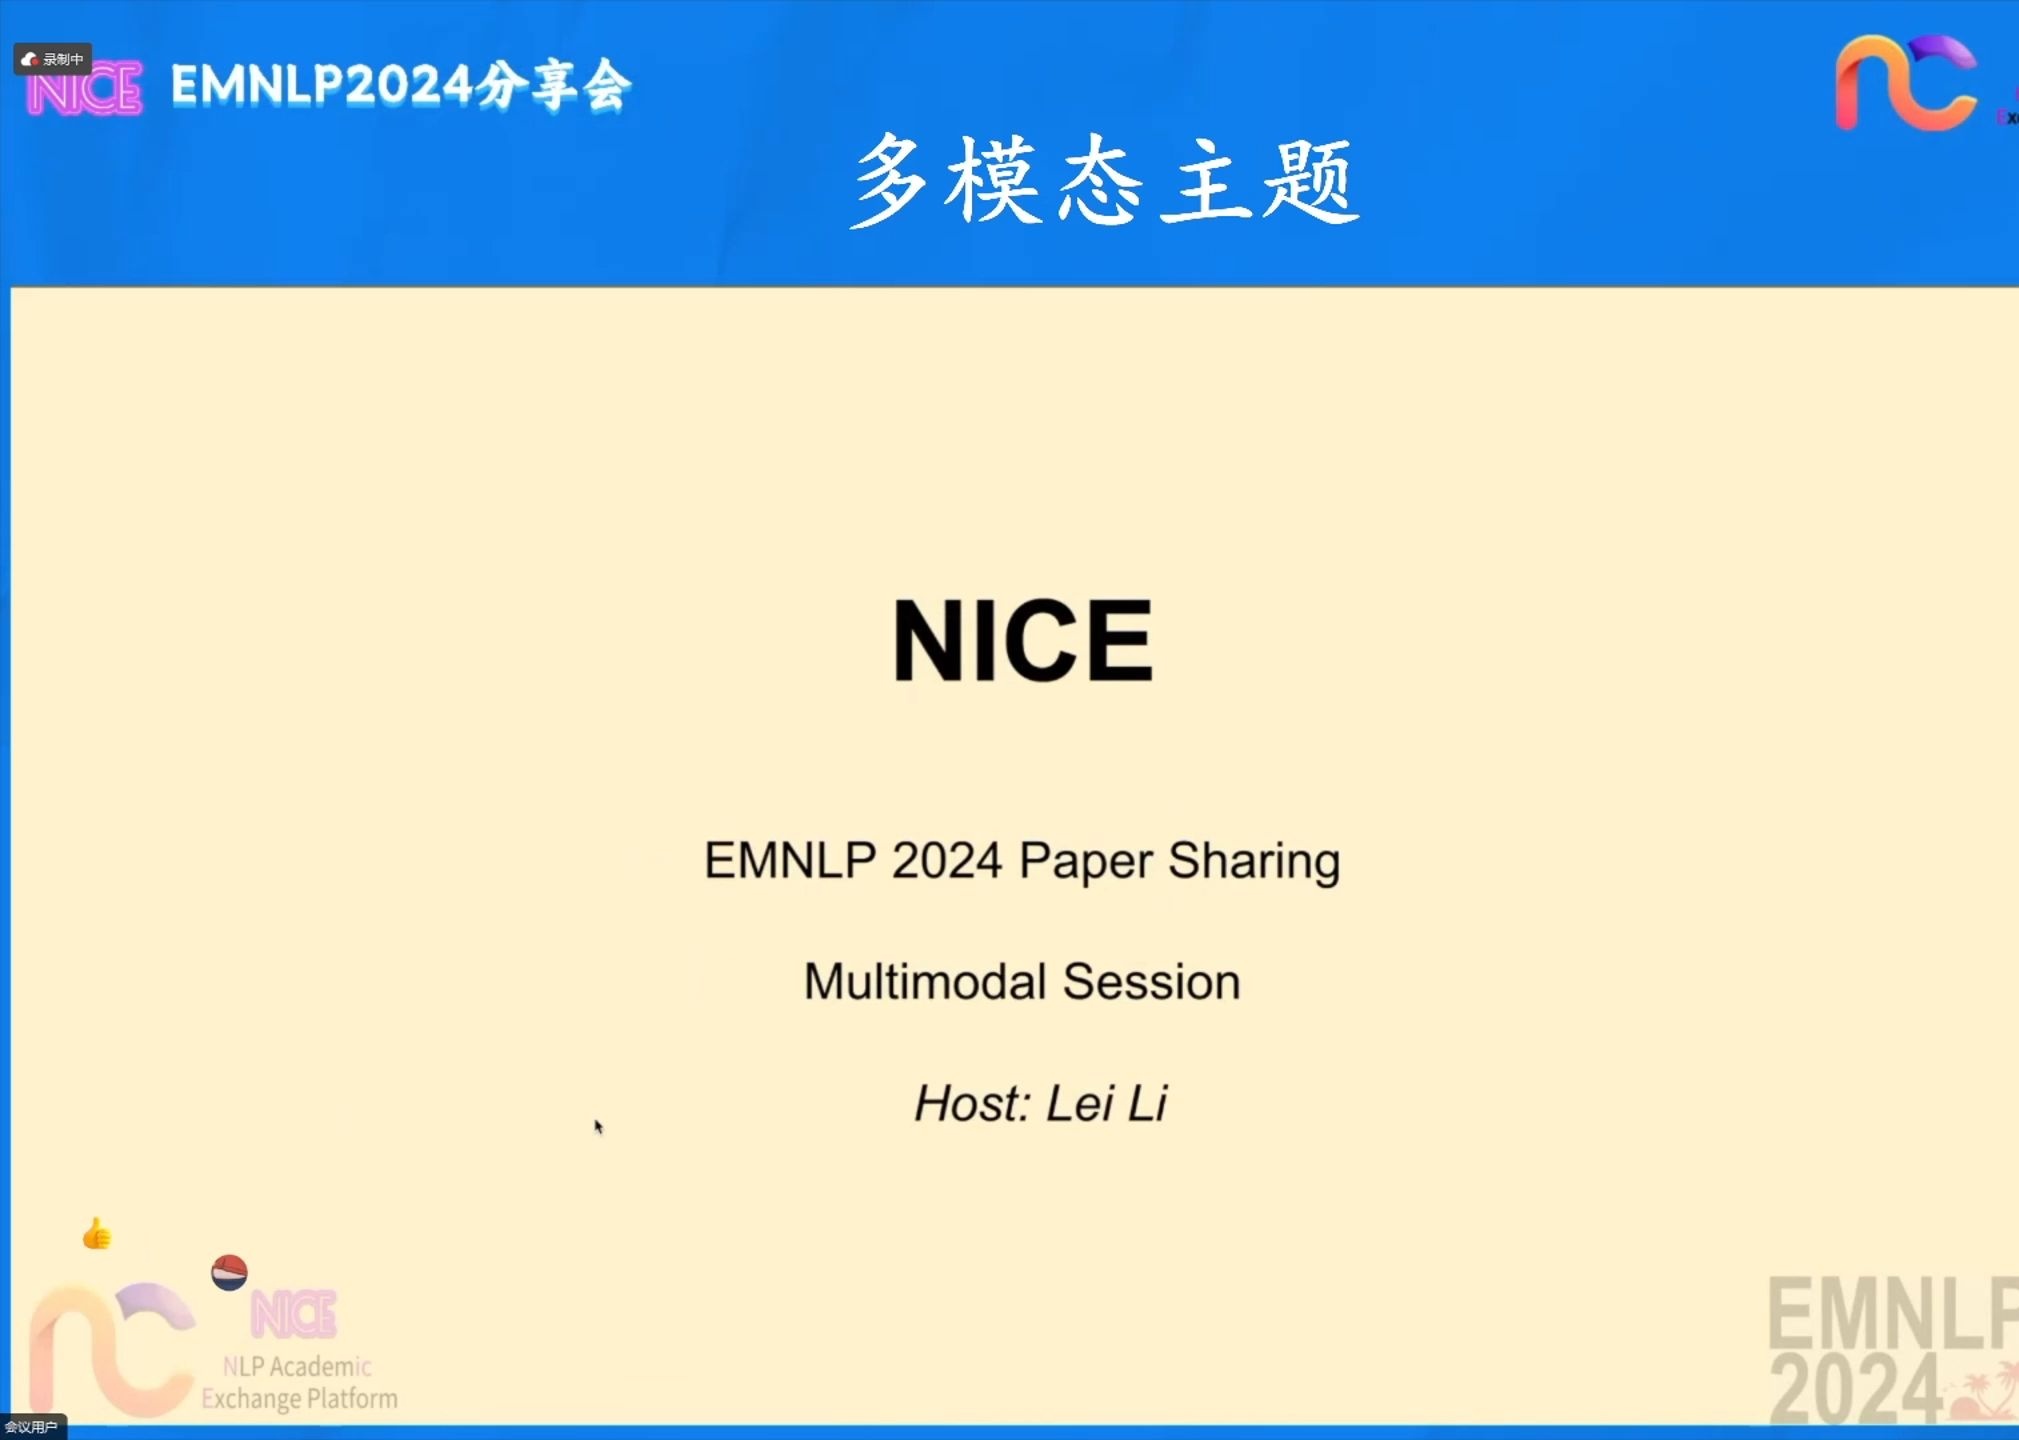 录制中
NICE EMNLP2024分享会
多模态主题
NICE
EMNLP 2024 Paper Sharing
Multimodal Session
Host: Lei Li
NICE
NLP Academic
Exchange Platform
EMNLP
2024
会议用户